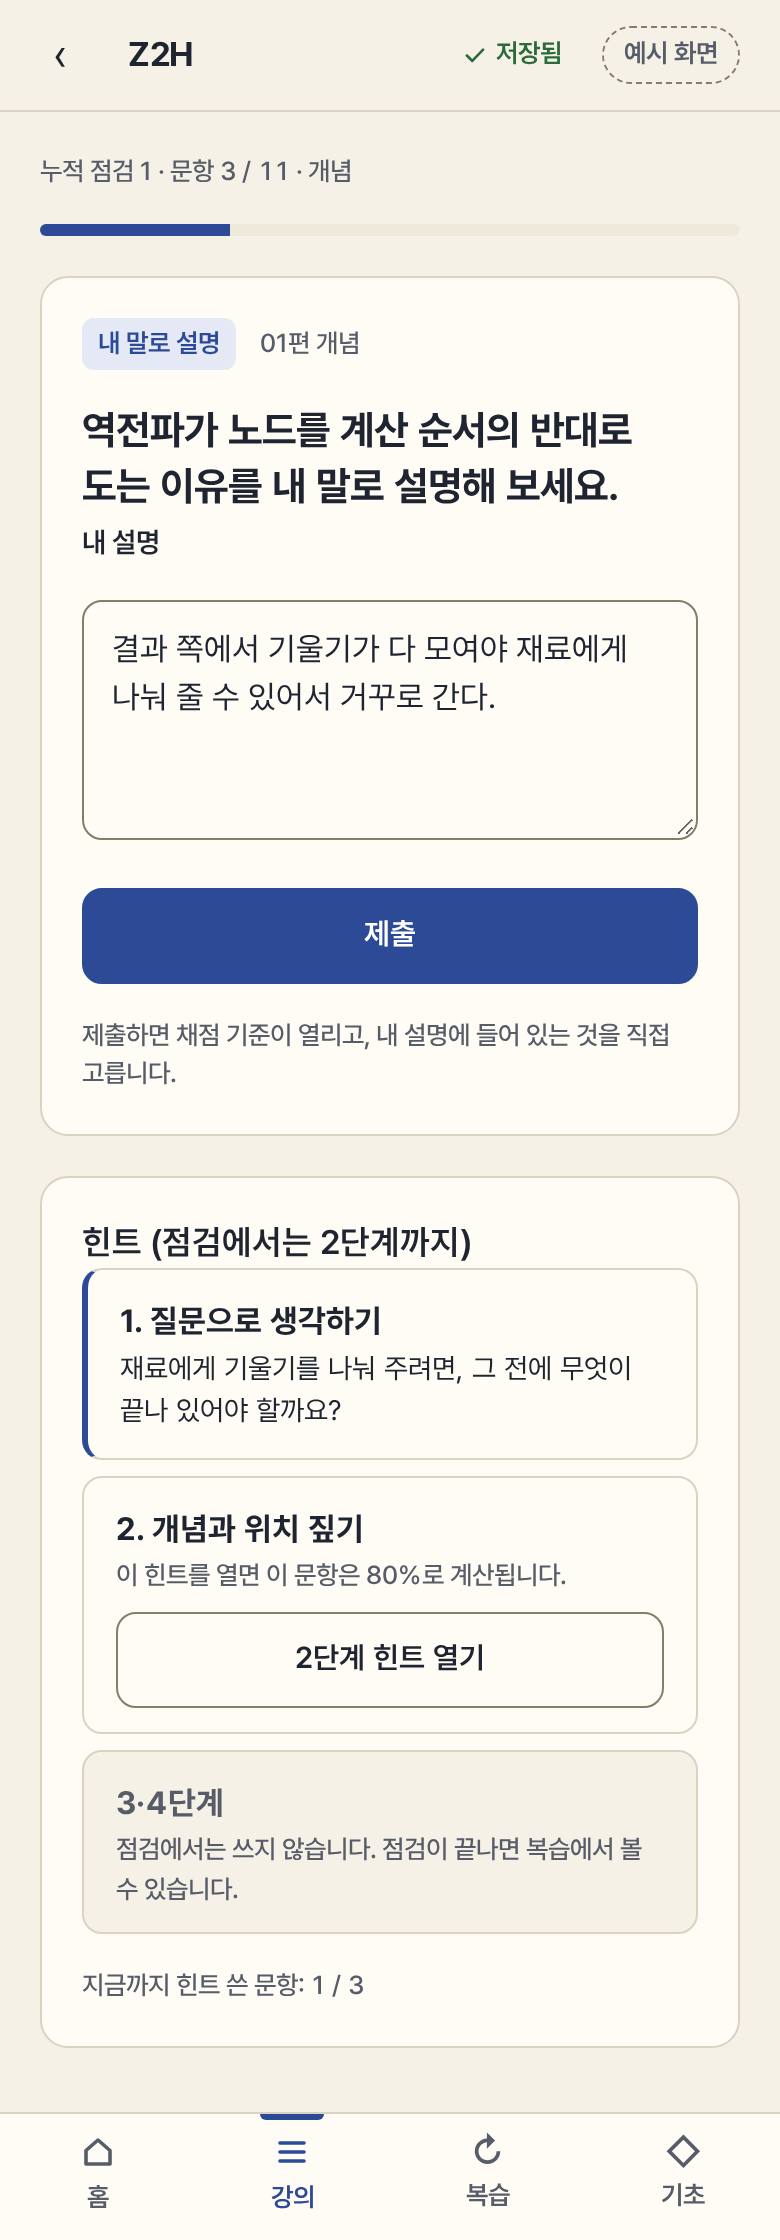 Z2H
저장됨
예시 화면
누적 점검 1 · 문항 3 / 11 · 개념
내 말로 설명
01편 개념
역전파가 노드를 계산 순서의 반대로
도는 이유를 내 말로 설명해 보세요.
내 설명
결과 쪽에서 기울기가 다 모여야 재료에게
나눠 줄 수 있어서 거꾸로 간다.
제출
제출하면 채점 기준이 열리고, 내 설명에 들어 있는 것을 직접
고릅니다.
힌트 (점검에서는 2단계까지)
1. 질문으로 생각하기
재료에게 기울기를 나눠 주려면, 그 전에 무엇이
끝나 있어야 할까요?
2. 개념과 위치 짚기
이 힌트를 열면 이 문항은 80%로 계산됩니다.
2단계 힌트 열기
3·4단계
점검에서는 쓰지 않습니다. 점검이 끝나면 복습에서 볼
수 있습니다.
지금까지 힌트 쓴 문항: 1 / 3
홈
강의
복습
기초